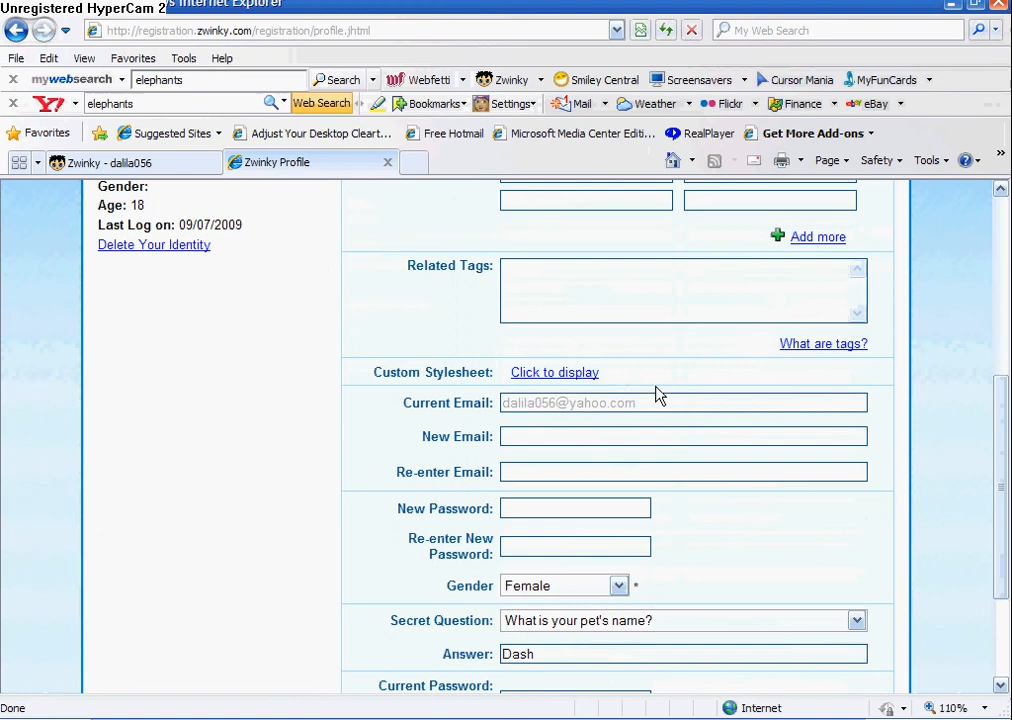 Unregistered HyperCam 2
s Internet Explorer
http://registration.zwinky.com/registration/profile.jhtml
My Web Search
File Edit View Favorites Tools Help
mywebsearch elephants Search Webfetti Zwinky Smiley Central Screensavers Cursor Mania MyFunCards
Y! elephants Web Search Bookmarks Settings Mail Weather Flickr Finance eBay
Favorites Suggested Sites Adjust Your Desktop Cleart... Free Hotmail Microsoft Media Center Editi... RealPlayer Get More Add-ons
Zwinky - dalila056 Zwinky Profile Page Safety Tools
Gender:
Age: 18
Last Log on: 09/07/2009
Delete Your Identity
Add more
Related Tags:
What are tags?
Custom Stylesheet: Click to display
Current Email: dalila056@yahoo.com
New Email:
Re-enter Email:
New Password:
Re-enter New
Password:
Gender Female *
Secret Question: What is your pet's name?
Answer: Dash
Current Password:
Done Internet 110%